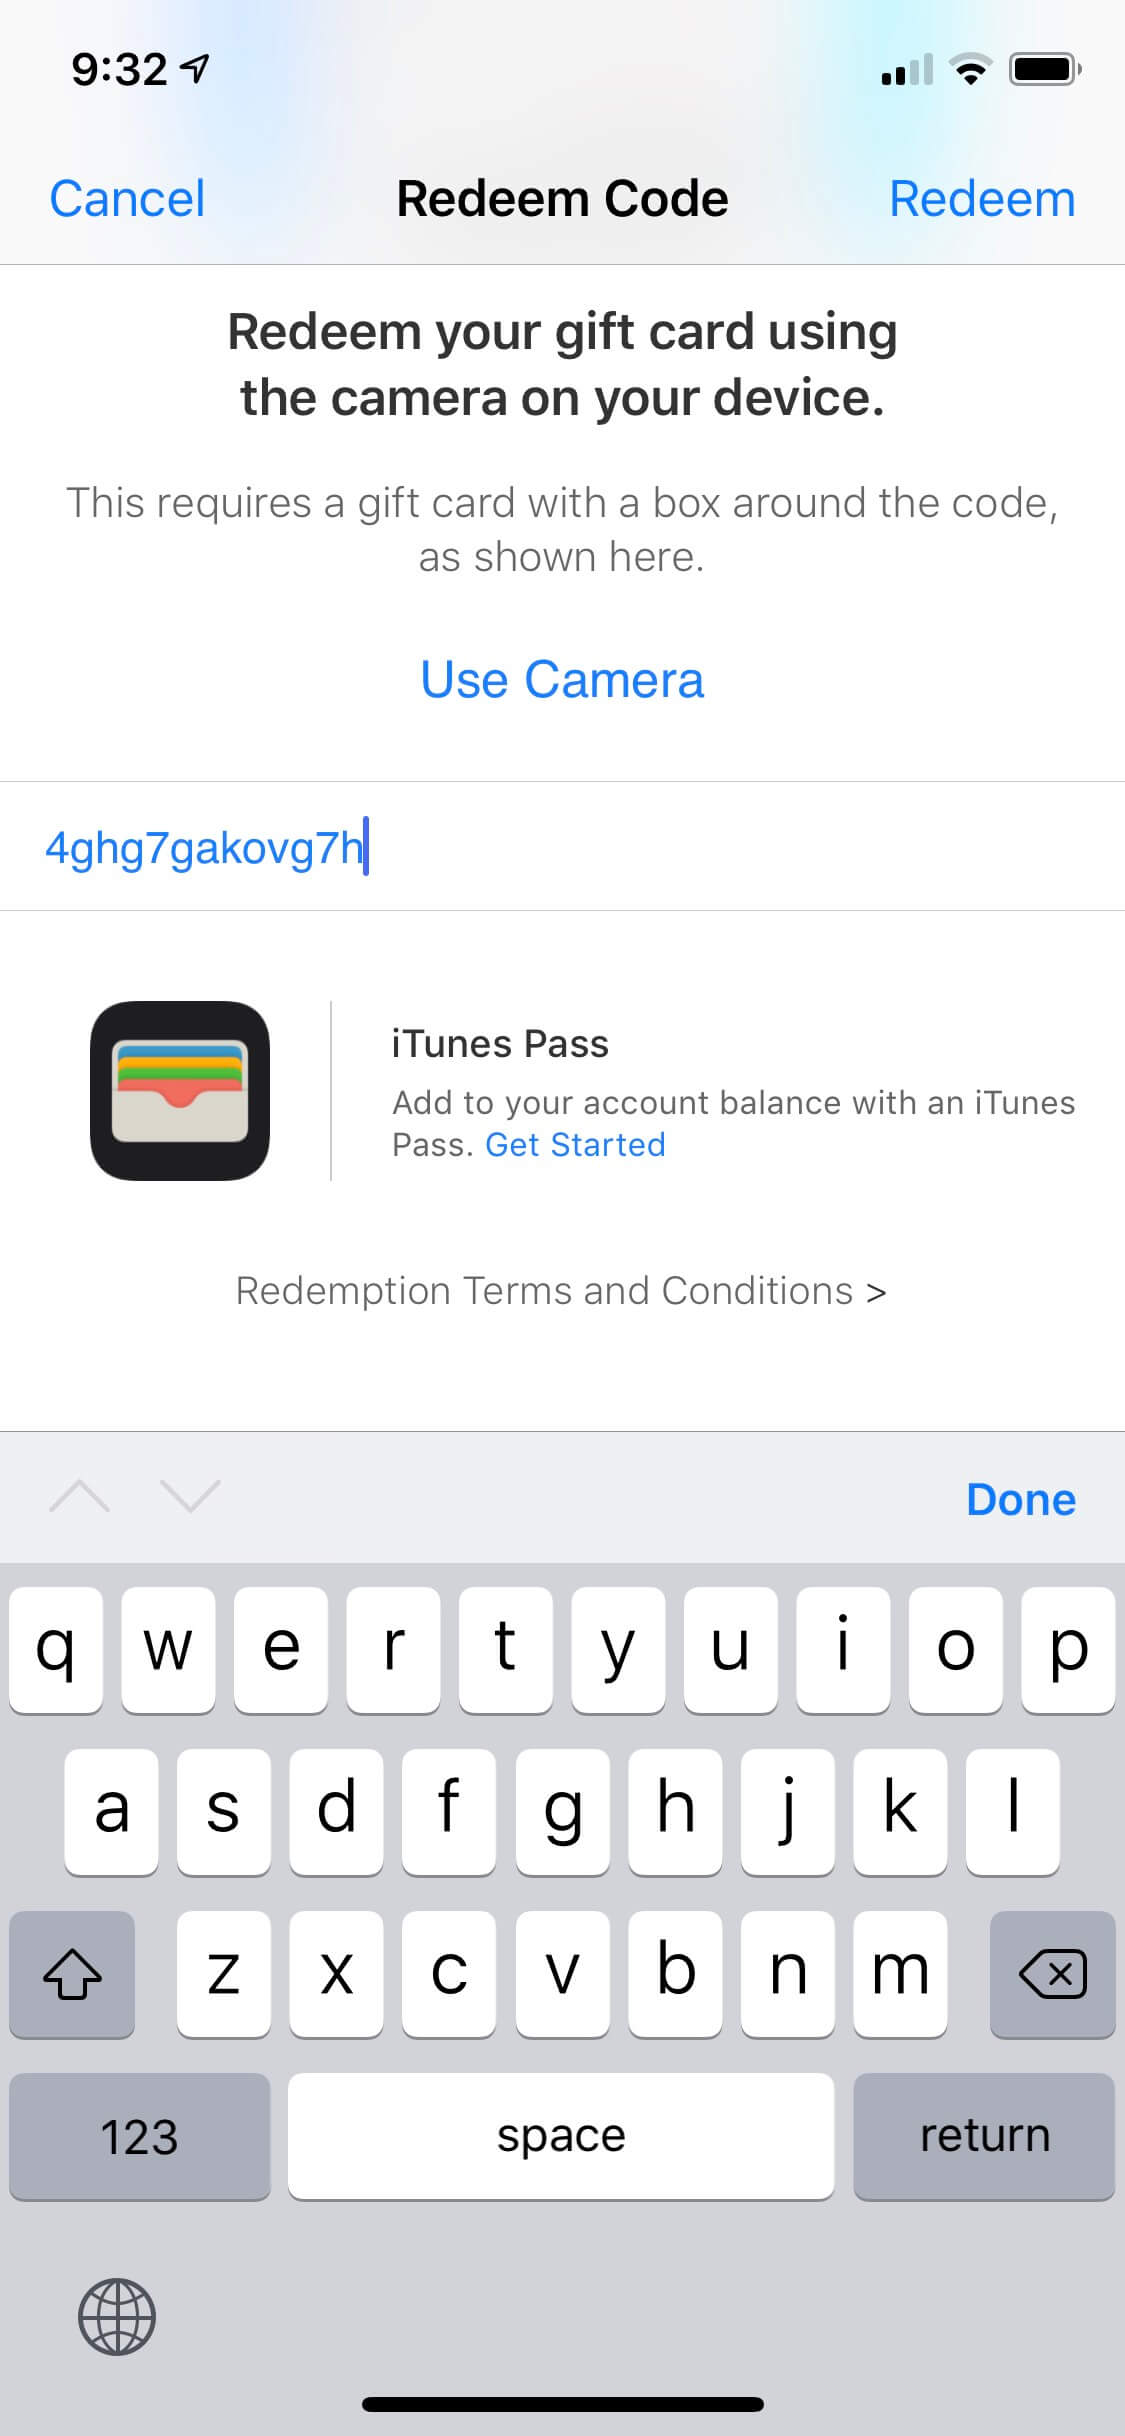 9:32
Cancel Redeem Code Redeem
Redeem your gift card using
the camera on your device.
This requires a gift card with a box around the code,
as shown here.
Use Camera
4ghg7gakovg7h
iTunes Pass
Add to your account balance with an iTunes
Pass. Get Started
Redemption Terms and Conditions >
Done
q w e r t y u i o p
a s d f g h j k l
z x c v b n m
123 space return